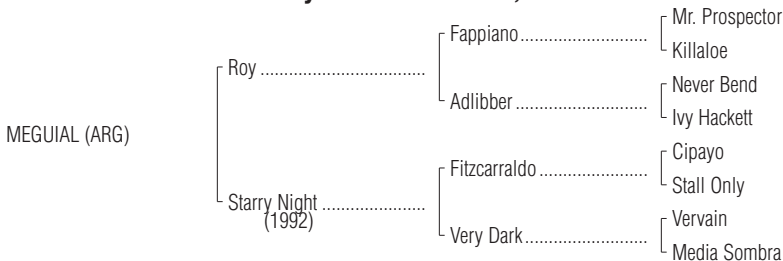 Mr. Prospector
Fappiano
Killaloe
Roy
Never Bend
Adlibber
Ivy Hackett
MEGUIAL (ARG)
Cipayo
Fitzcarraldo
Stall Only
Starry Night
(1992)
Vervain
Very Dark
Media Sombra